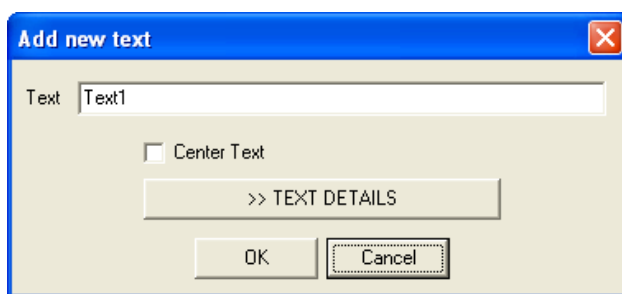 Add new text
Text Text1
Center Text
>> TEXT DETAILS
OK Cancel